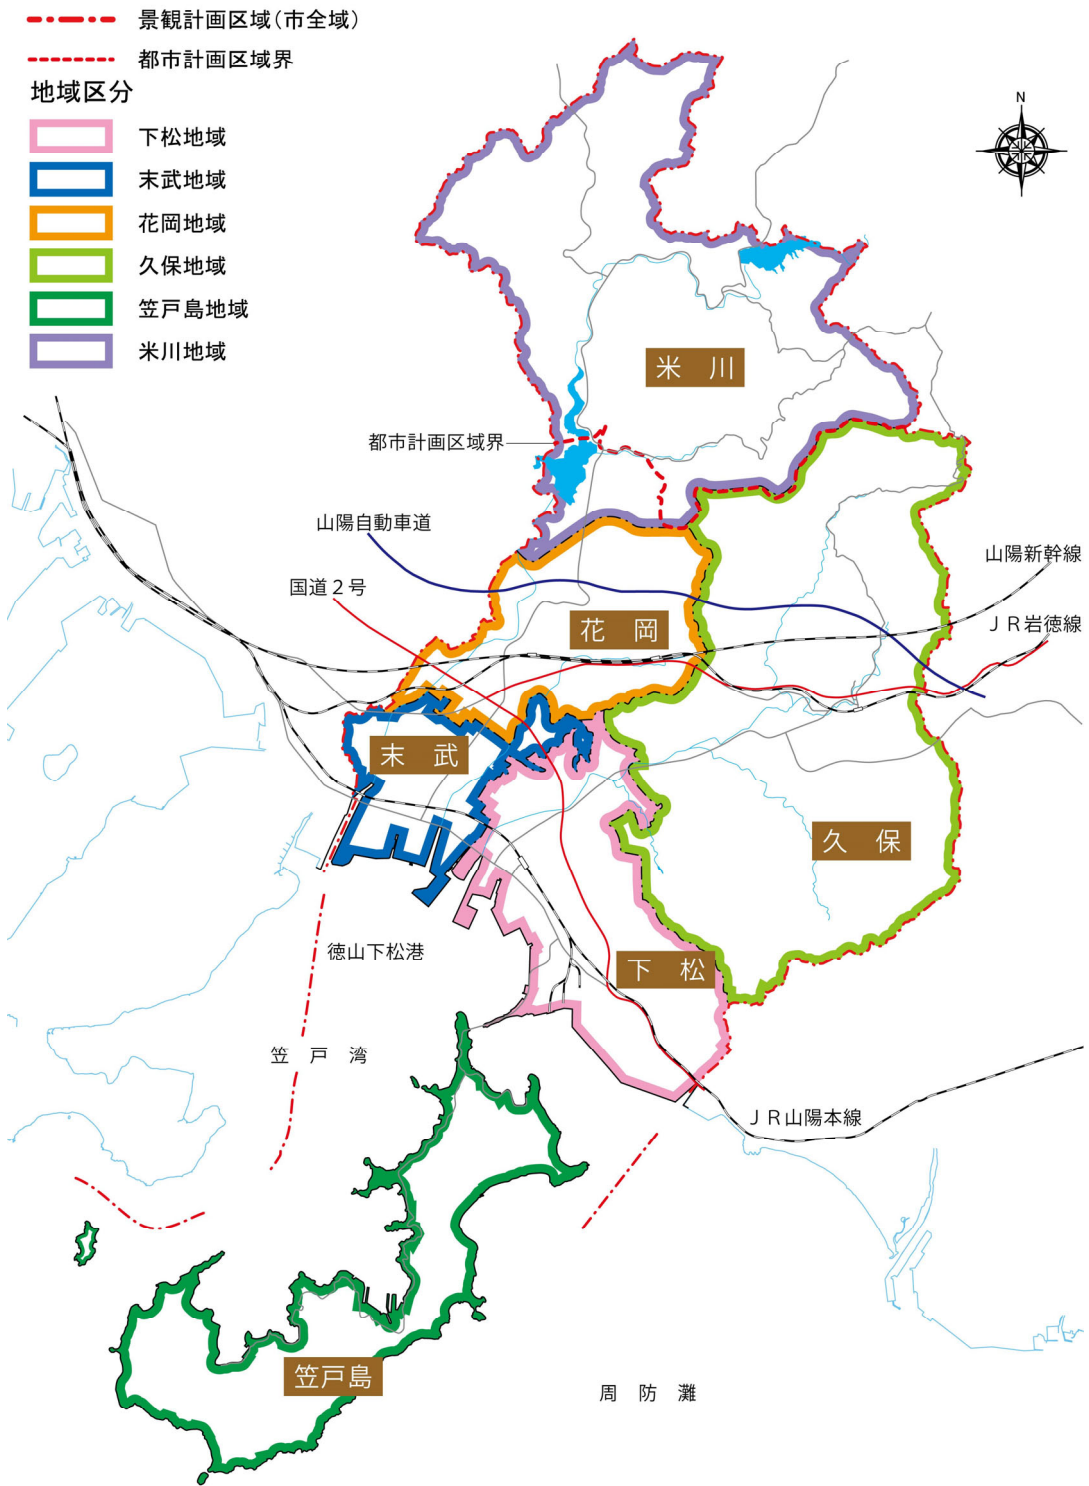 景観計画区域(市全域)
都市計画区域界
地域区分
下松地域
末武地域
花岡地域
久保地域
笠戸島地域
米川地域
N
米川
都市計画区域界
山陽自動車道
国道2号
山陽新幹線
JR岩徳線
花岡
末武
久保
徳山下松港
下松
笠戸湾
JR山陽本線
笠戸島
周防灘